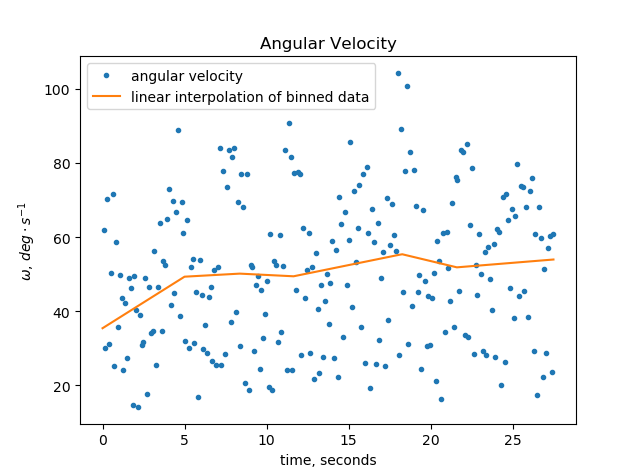 Angular Velocity
angular velocity
linear interpolation of binned data
ω, deg · s⁻¹
100
80
60
40
20
0 5 10 15 20 25
time, seconds